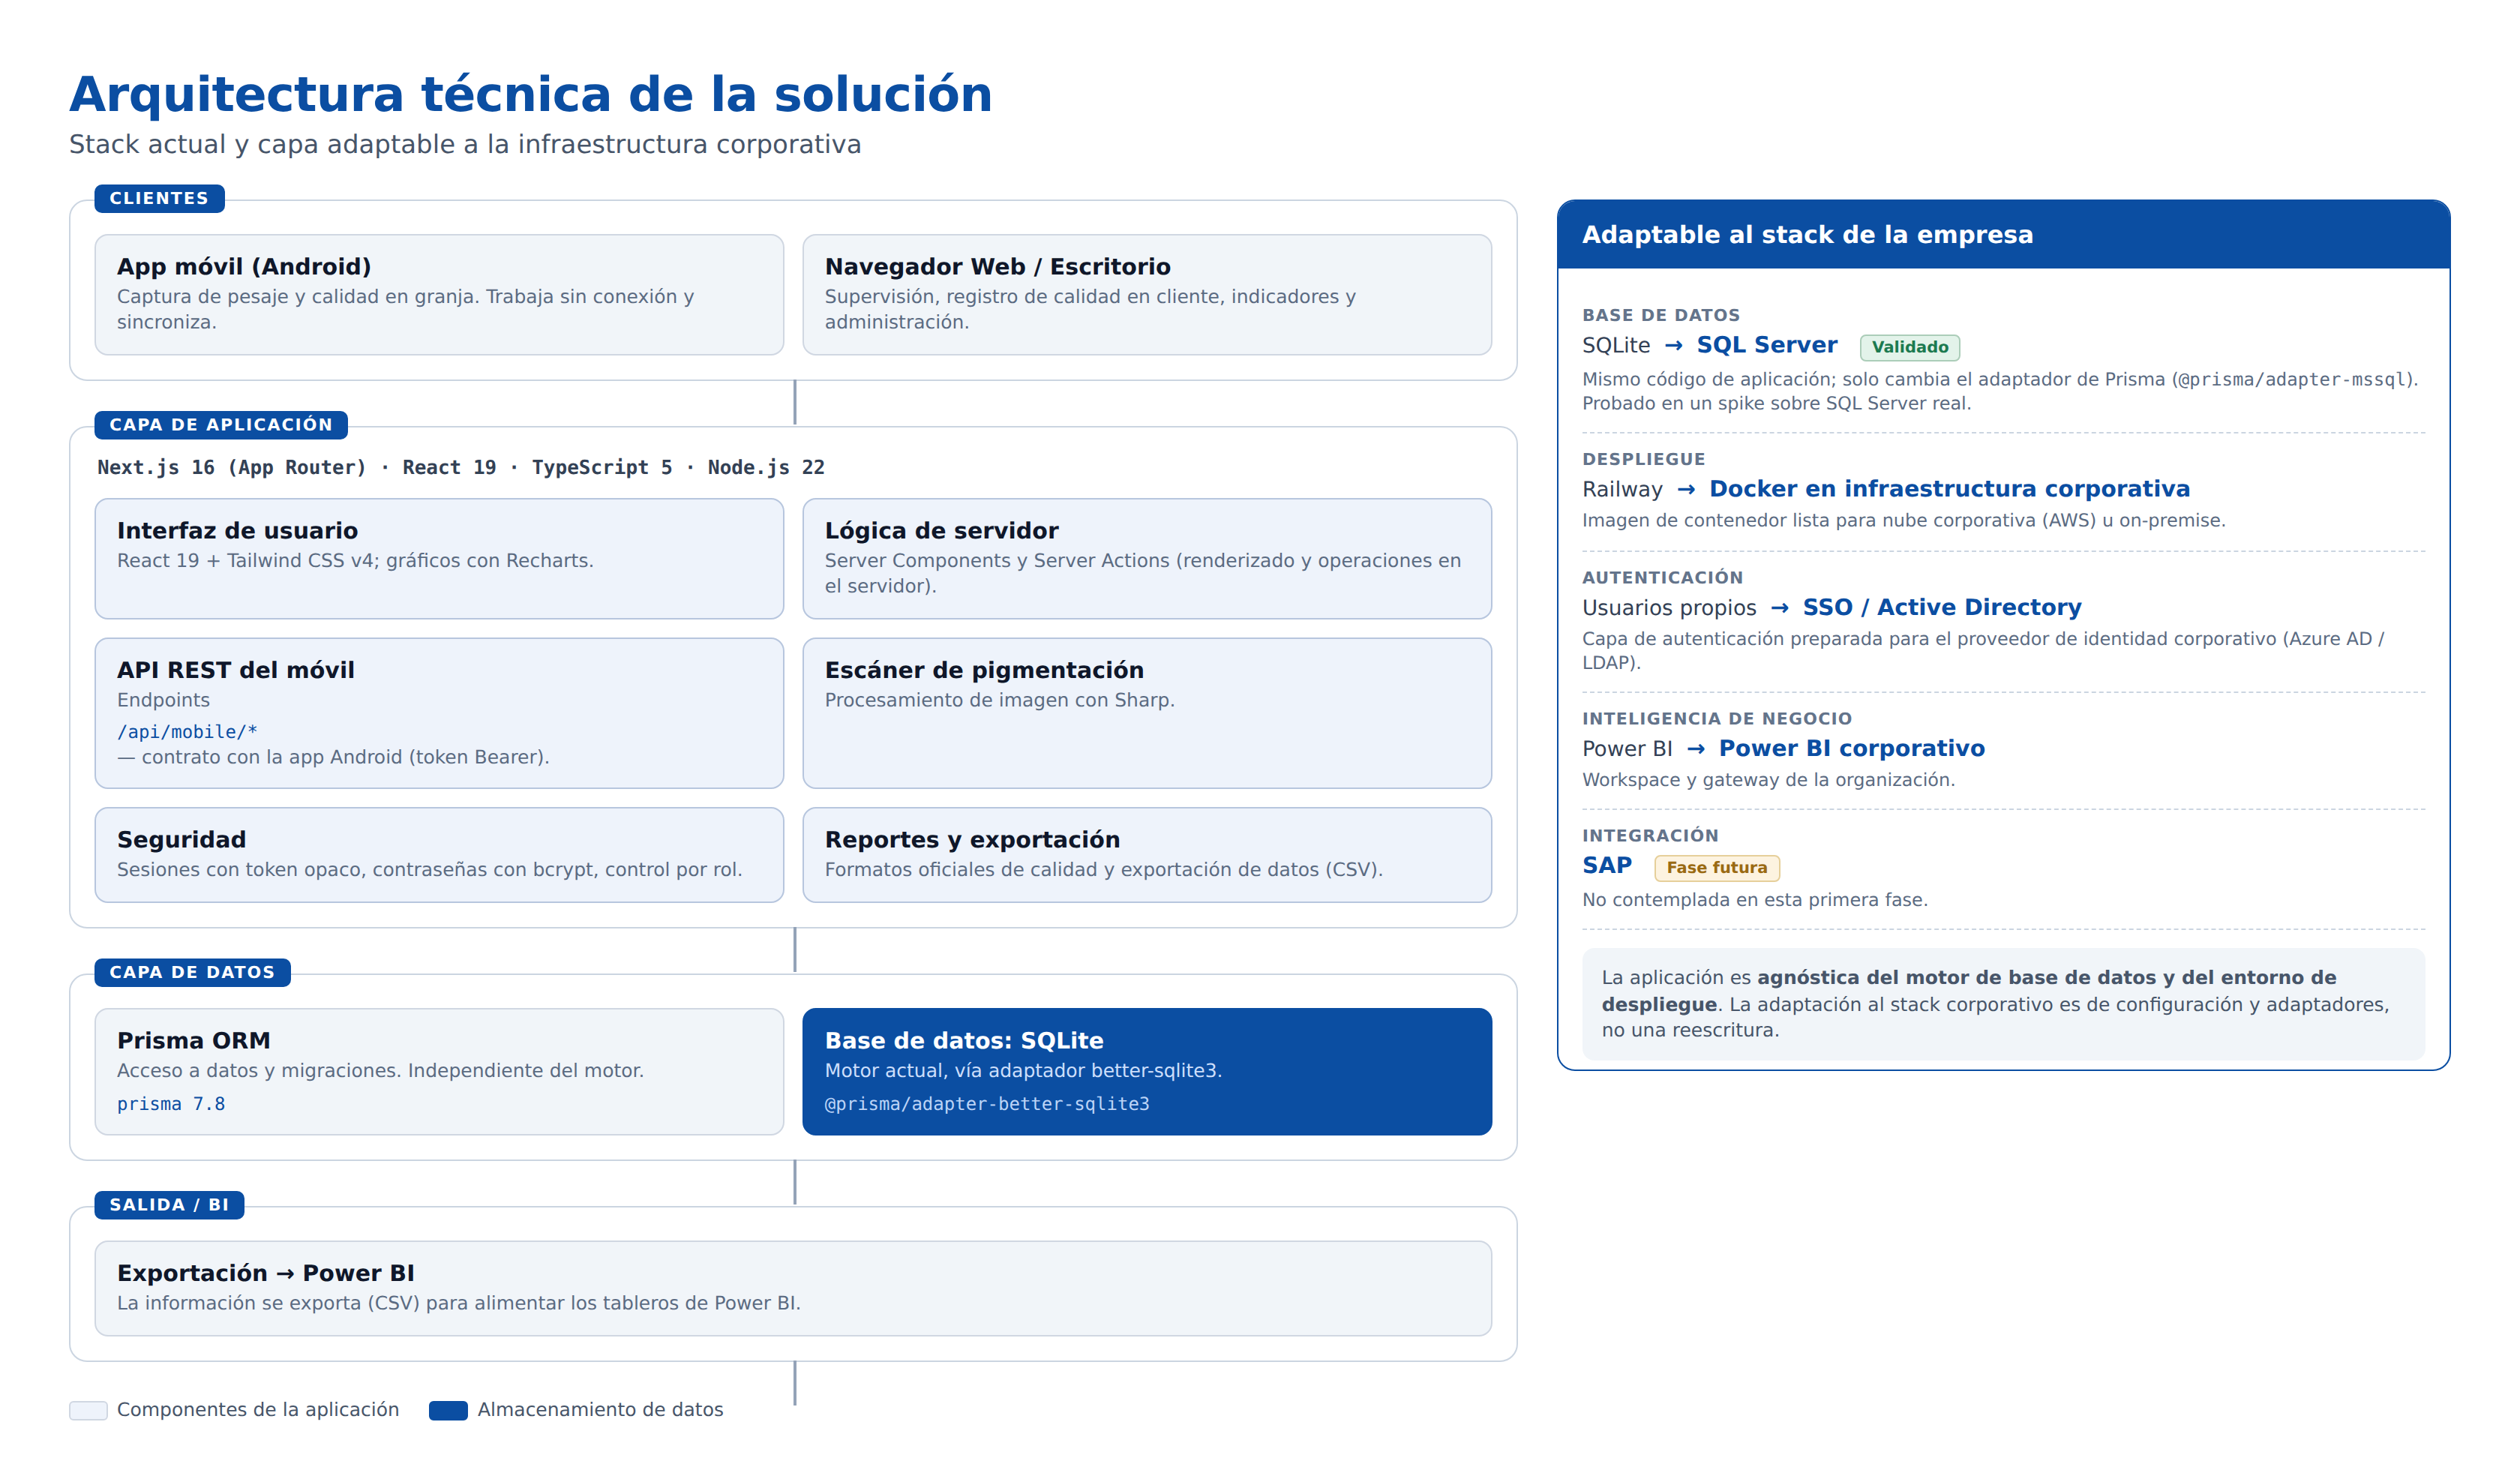 Arquitectura técnica de la solución
Stack actual y capa adaptable a la infraestructura corporativa
CLIENTES
App móvil (Android)
Captura de pesaje y calidad en granja. Trabaja sin conexión y
sincroniza.
Navegador Web / Escritorio
Supervisión, registro de calidad en cliente, indicadores y
administración.
CAPA DE APLICACIÓN
Next.js 16 (App Router) · React 19 · TypeScript 5 · Node.js 22
Interfaz de usuario
React 19 + Tailwind CSS v4; gráficos con Recharts.
Lógica de servidor
Server Components y Server Actions (renderizado y operaciones en
el servidor).
API REST del móvil
Endpoints
/api/mobile/*
— contrato con la app Android (token Bearer).
Escáner de pigmentación
Procesamiento de imagen con Sharp.
Seguridad
Sesiones con token opaco, contraseñas con bcrypt, control por rol.
Reportes y exportación
Formatos oficiales de calidad y exportación de datos (CSV).
CAPA DE DATOS
Prisma ORM
Acceso a datos y migraciones. Independiente del motor.
prisma 7.8
Base de datos: SQLite
Motor actual, vía adaptador better-sqlite3.
@prisma/adapter-better-sqlite3
SALIDA / BI
Exportación → Power BI
La información se exporta (CSV) para alimentar los tableros de Power BI.
Componentes de la aplicación
Almacenamiento de datos
Adaptable al stack de la empresa
BASE DE DATOS
SQLite → SQL Server Validado
Mismo código de aplicación; solo cambia el adaptador de Prisma (@prisma/adapter-mssql).
Probado en un spike sobre SQL Server real.
DESPLIEGUE
Railway → Docker en infraestructura corporativa
Imagen de contenedor lista para nube corporativa (AWS) u on-premise.
AUTENTICACIÓN
Usuarios propios → SSO / Active Directory
Capa de autenticación preparada para el proveedor de identidad corporativo (Azure AD /
LDAP).
INTELIGENCIA DE NEGOCIO
Power BI → Power BI corporativo
Workspace y gateway de la organización.
INTEGRACIÓN
SAP Fase futura
No contemplada en esta primera fase.
La aplicación es agnóstica del motor de base de datos y del entorno de
despliegue. La adaptación al stack corporativo es de configuración y adaptadores,
no una reescritura.